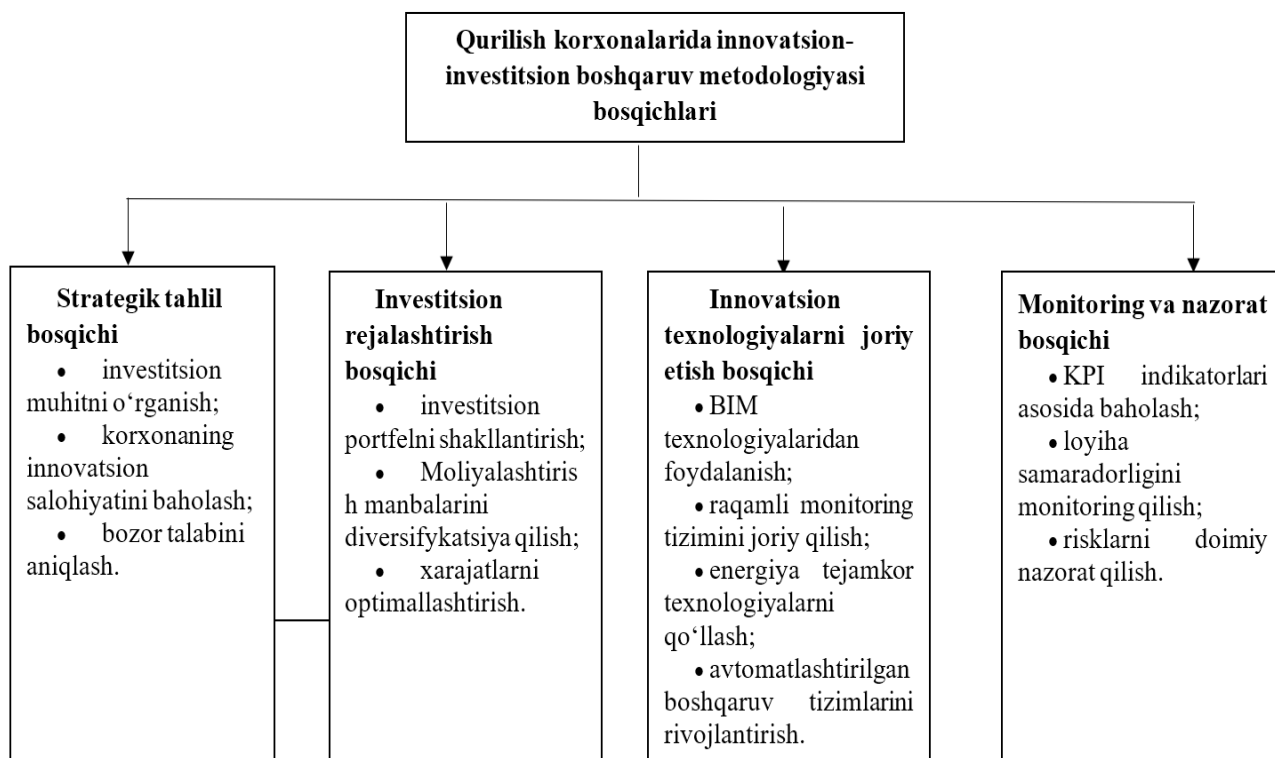 Qurilish korxonalarida innovatsion-
investitsion boshqaruv metodologiyasi
bosqichlari
Strategik tahlil
bosqichi
• investitsion
muhitni o‘rganish;
• korxonaning
innovatsion
salohiyatini baholash;
• bozor talabini
aniqlash.
Investitsion
rejalashtirish
bosqichi
• investitsion
portfelni shakllantirish;
• Moliyalashtiris
h manbalarini
diversifykatsiya qilish;
• xarajatlarni
optimallashtirish.
Innovatsion
texnologiyalarni joriy
etish bosqichi
• BIM
texnologiyalaridan
foydalanish;
• raqamli monitoring
tizimini joriy qilish;
• energiya tejamkor
texnologiyalarni
qo‘llash;
• avtomatlashtirilgan
boshqaruv tizimlarini
rivojlantirish.
Monitoring va nazorat
bosqichi
• KPI indikatorlari
asosida baholash;
• loyiha
samaradorligini
monitoring qilish;
• risklarni doimiy
nazorat qilish.